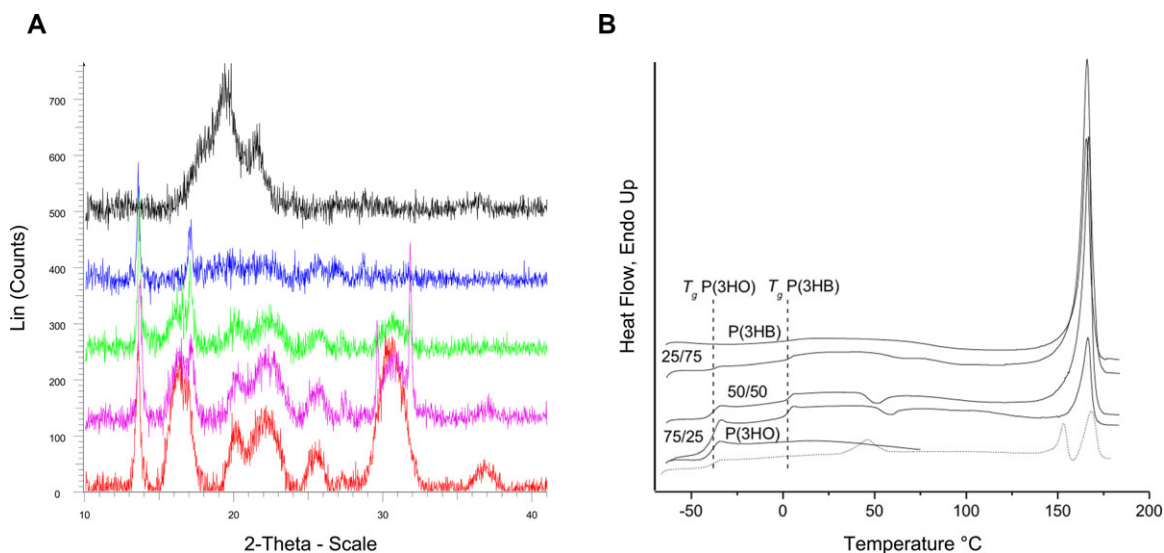 A
700
600
500
400
300
200
100
0
10
20
30
40
Lin (Counts)
2-Theta - Scale
B
Heat Flow, Endo Up
Tg P(3HO)
Tg P(3HB)
P(3HB)
25/75
50/50
75/25
P(3HO)
-50
0
50
100
150
200
Temperature °C